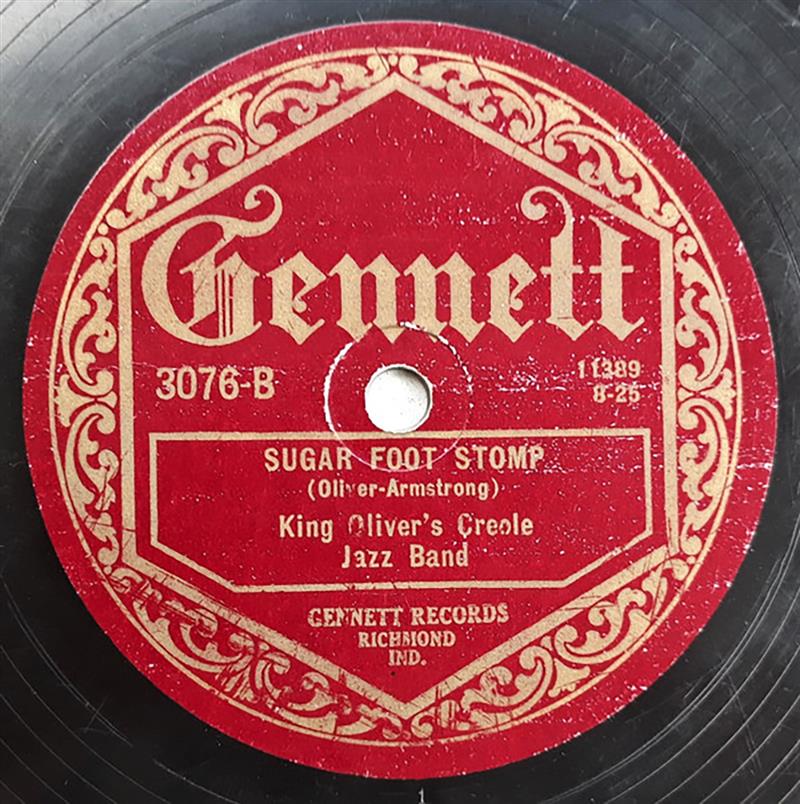 Gennett
3076-B
11389
8-25
SUGAR FOOT STOMP
(Oliver-Armstrong)
King Oliver's Creole
Jazz Band
GENNETT RECORDS
RICHMOND
IND.
1